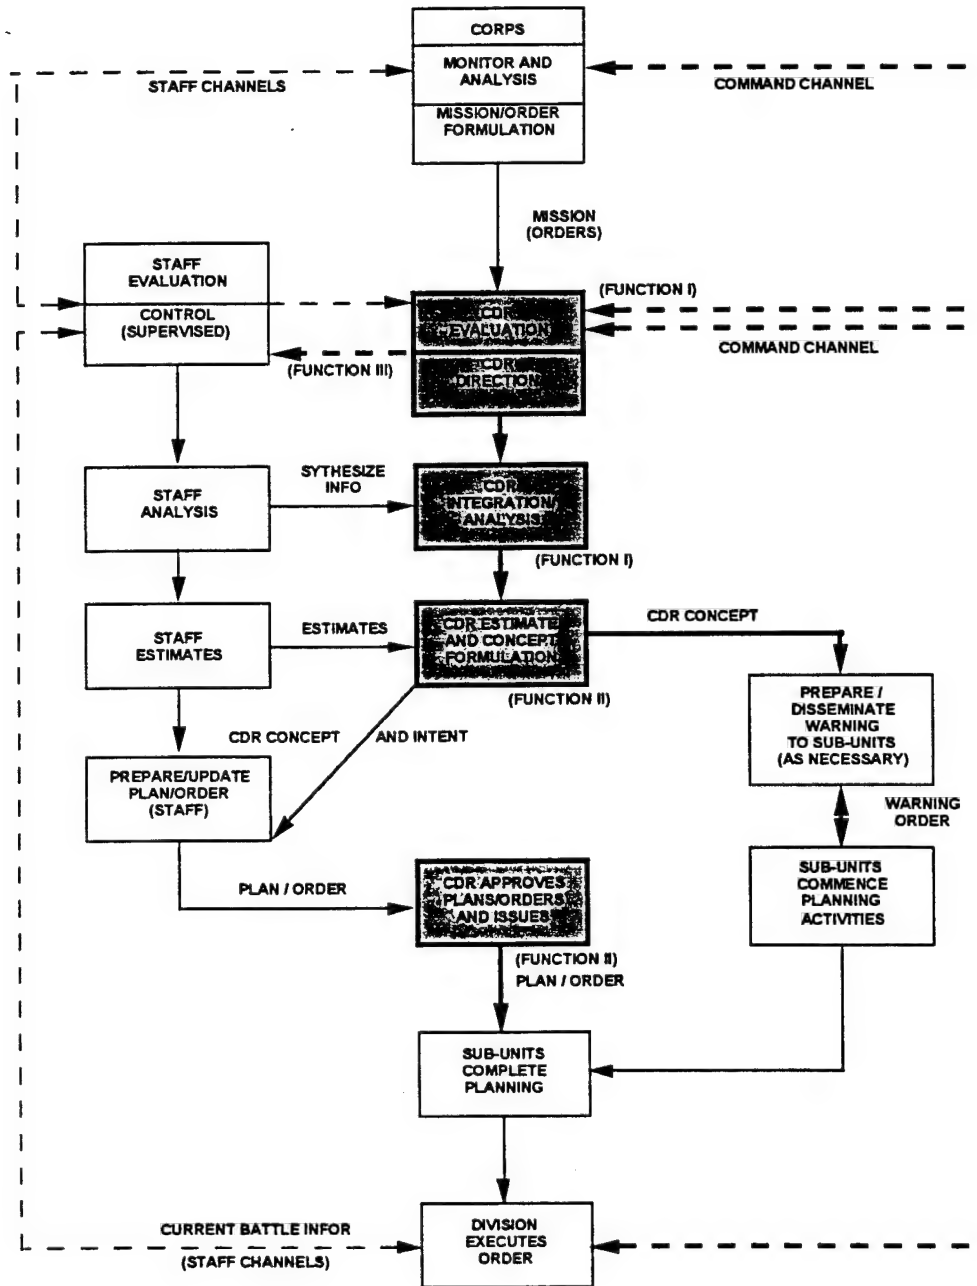 CORPS
MONITOR AND
ANALYSIS
MISSION/ORDER
FORMULATION
STAFF CHANNELS
COMMAND CHANNEL
MISSION
(ORDERS)
STAFF
EVALUATION
CONTROL
(SUPERVISED)
(FUNCTION I)
CDR
EVALUATION
CDR
DIRECTION
COMMAND CHANNEL
(FUNCTION III)
STAFF
ANALYSIS
SYTHESIZE
INFO
CDR
INTEGRATION/
ANALYSIS
(FUNCTION I)
STAFF
ESTIMATES
ESTIMATES
CDR ESTIMATE
AND CONCEPT
FORMULATION
CDR CONCEPT
(FUNCTION II)
PREPARE /
DISSEMINATE
WARNING
TO SUB-UNITS
(AS NECESSARY)
CDR CONCEPT AND INTENT
PREPARE/UPDATE
PLAN/ORDER
(STAFF)
WARNING
ORDER
PLAN / ORDER
CDR APPROVES
PLANS/ORDERS
AND ISSUES
SUB-UNITS
COMMENCE
PLANNING
ACTIVITIES
(FUNCTION II)
PLAN / ORDER
SUB-UNITS
COMPLETE
PLANNING
CURRENT BATTLE INFOR
(STAFF CHANNELS)
DIVISION
EXECUTES
ORDER